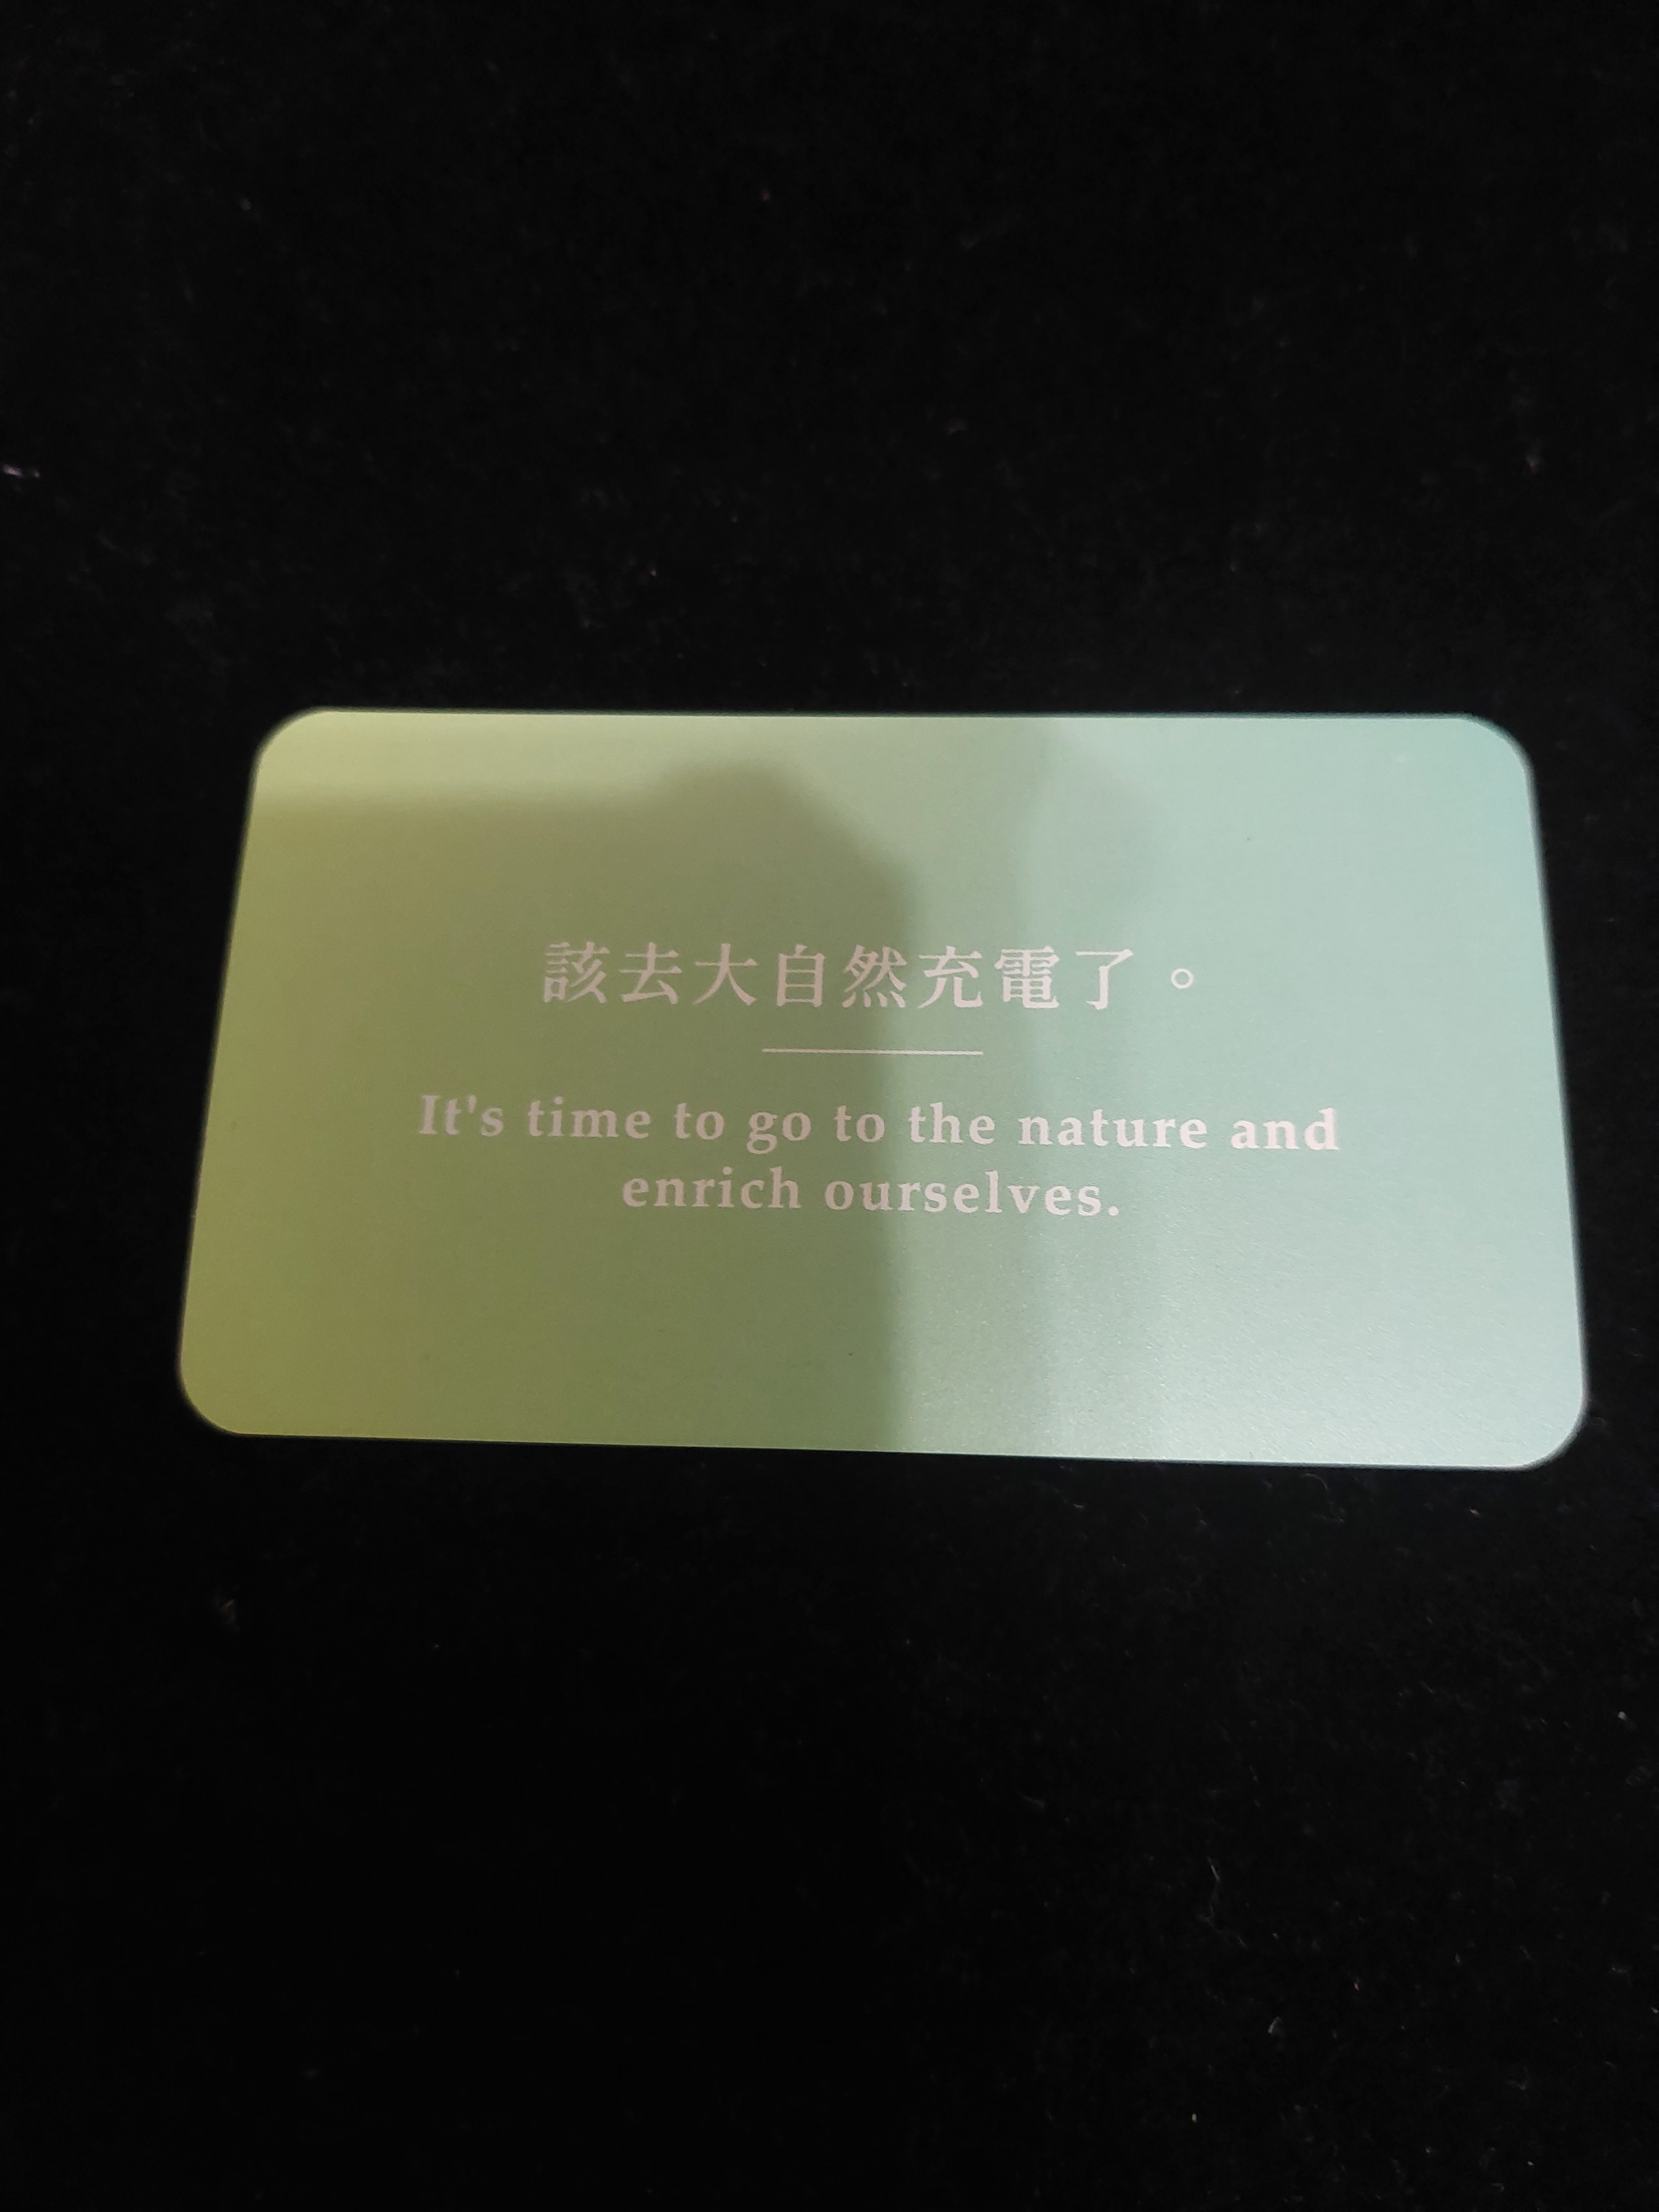 該去大自然充電了。
It's time to go to the nature and
enrich ourselves.